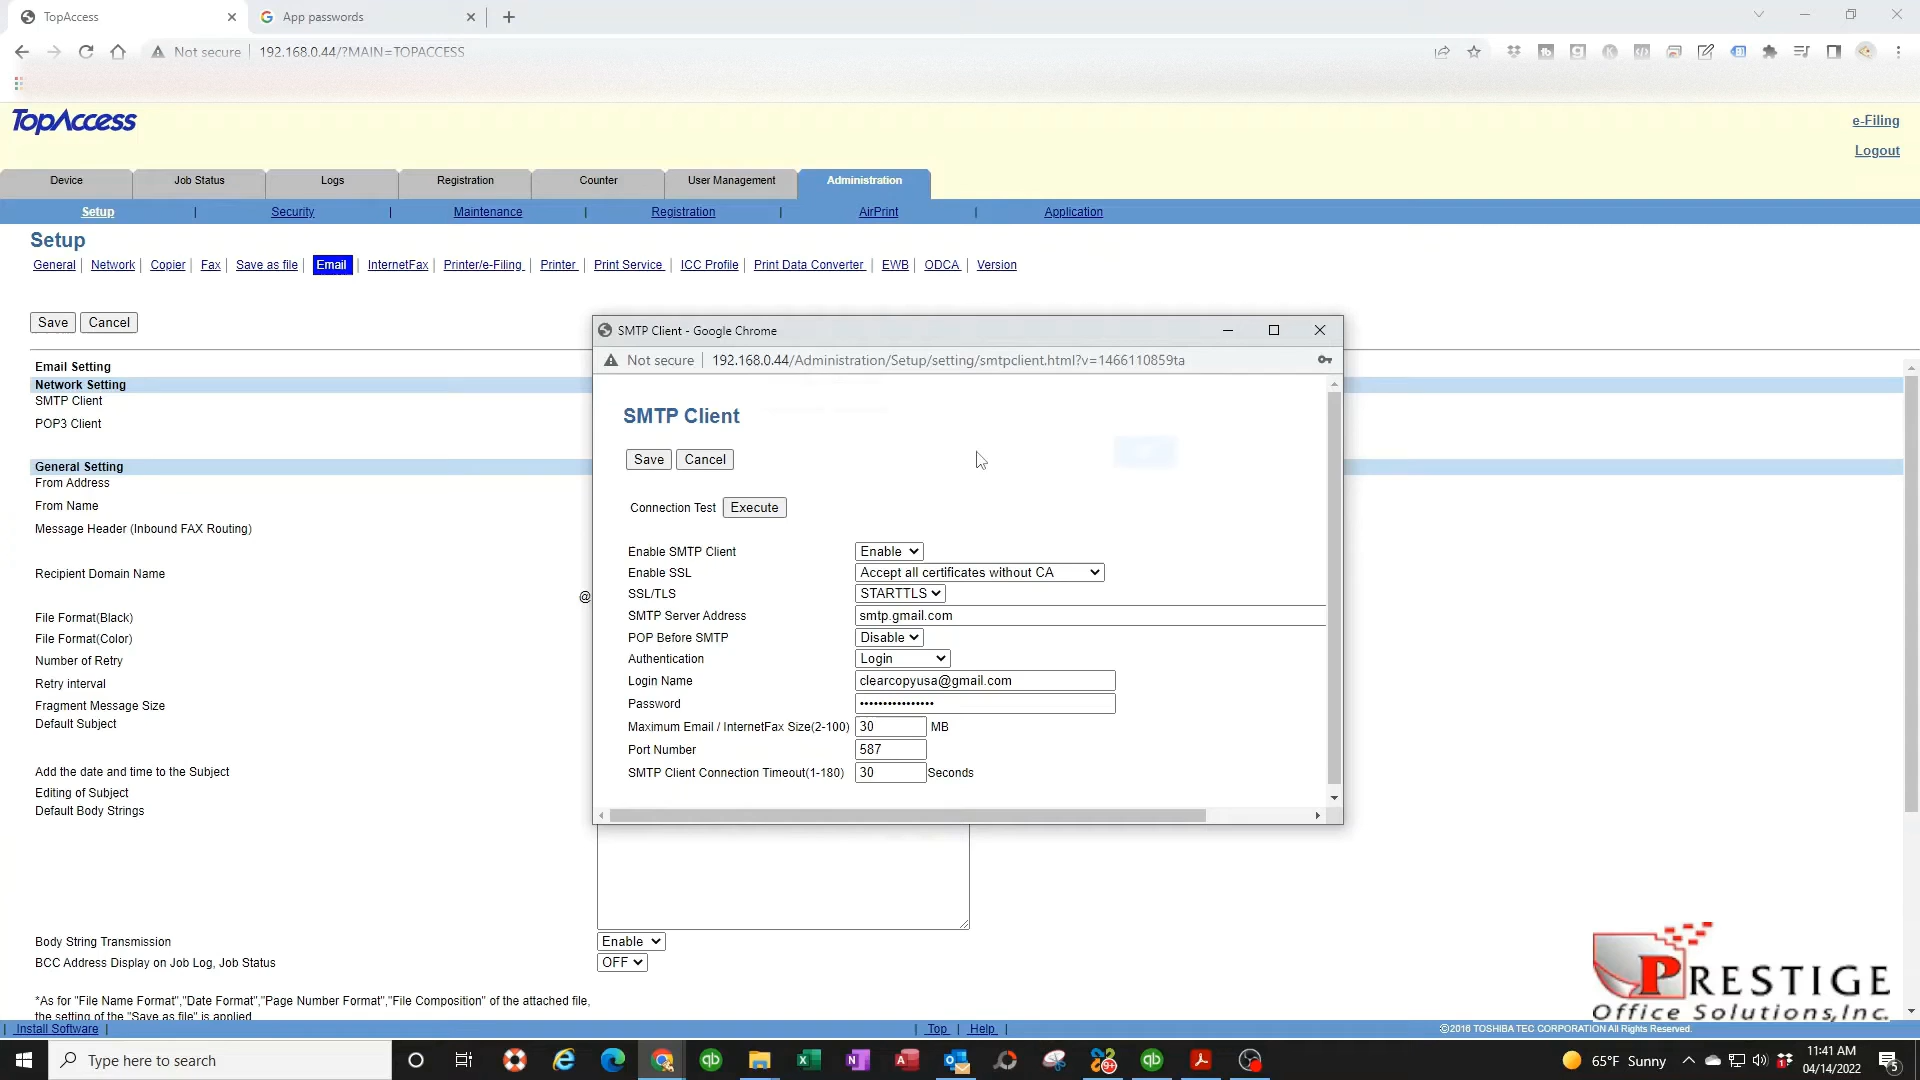 TopAccess
App passwords
Not secure 192.168.0.44/?MAIN=TOPACCESS
TopAccess
e-Filing
Logout
Device Job Status Logs Registration Counter User Management Administration
Setup | Security | Maintenance | Registration | AirPrint | Application
Setup
General | Network | Copier | Fax | Save as file | Email | InternetFax | Printer/e-Filing | Printer | Print Service | ICC Profile | Print Data Converter | EWB | ODCA | Version
Save Cancel
Email Setting
Network Setting
SMTP Client
POP3 Client
General Setting
From Address
From Name
Message Header (Inbound FAX Routing)
Recipient Domain Name
@
File Format(Black)
File Format(Color)
Number of Retry
Retry interval
Fragment Message Size
Default Subject
Add the date and time to the Subject
Editing of Subject
Default Body Strings
Body String Transmission Enable
BCC Address Display on Job Log, Job Status OFF
*As for "File Name Format","Date Format","Page Number Format","File Composition" of the attached file,
the setting of the "Save as file" is applied
SMTP Client - Google Chrome
Not secure 192.168.0.44/Administration/Setup/setting/smtpclient.html?v=1466110859ta
SMTP Client
Save Cancel
Connection Test Execute
Enable SMTP Client Enable
Enable SSL Accept all certificates without CA
SSL/TLS STARTTLS
SMTP Server Address smtp.gmail.com
POP Before SMTP Disable
Authentication Login
Login Name clearcopyusa@gmail.com
Password ••••••••••••••••
Maximum Email / InternetFax Size(2-100) 30 MB
Port Number 587
SMTP Client Connection Timeout(1-180) 30 Seconds
PRESTIGE
Office Solutions, Inc.
| Install Software | | Top | Help | ©2016 TOSHIBA TEC CORPORATION All Rights Reserved.
Type here to search
65°F Sunny
11:41 AM
04/14/2022